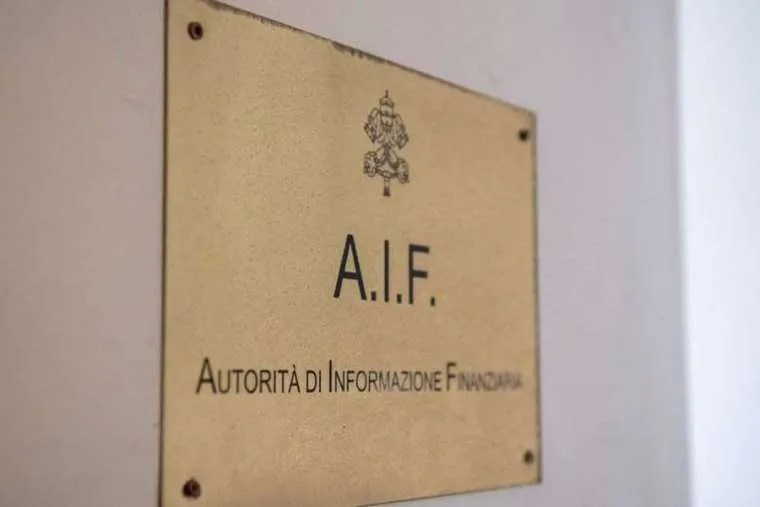 A.I.F.
AUTORITÀ DI INFORMAZIONE FINANZIARIA